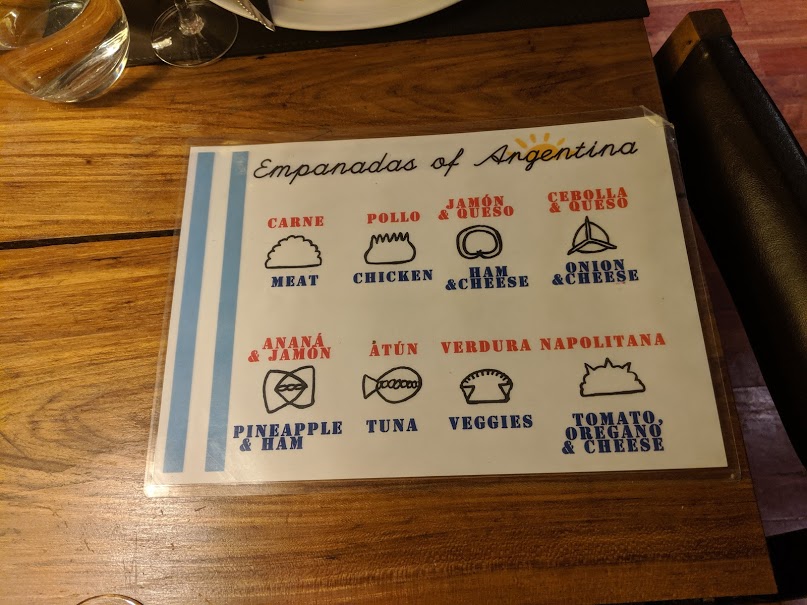 Empanadas of Argentina
CARNE
MEAT
POLLO
CHICKEN
JAMÓN
& QUESO
HAM
&CHEESE
CEBOLLA
& QUESO
ONION
&CHEESE
ANANÁ
& JAMÓN
PINEAPPLE
& HAM
ÁTÚN
TUNA
VERDURA
VEGGIES
NAPOLITANA
TOMATO,
OREGANO
& CHEESE